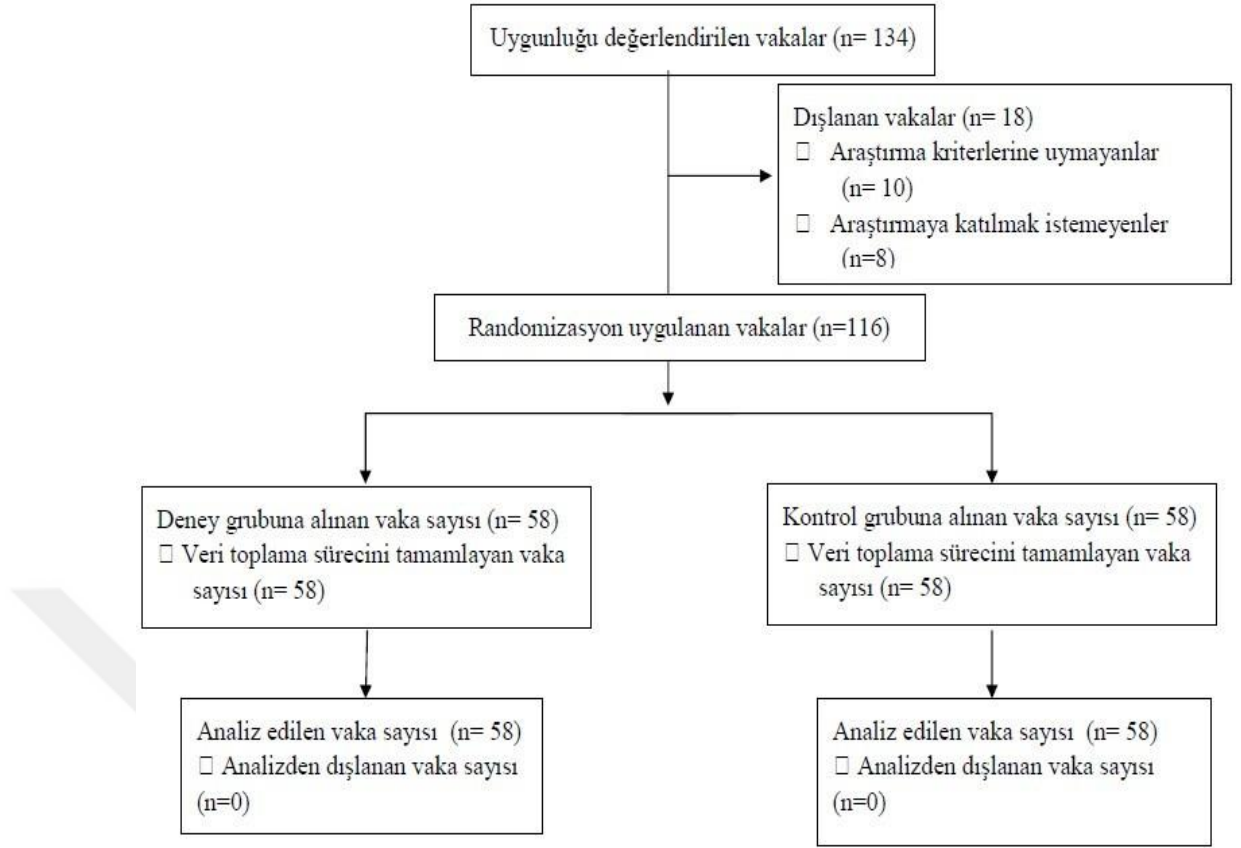 Uygunluğu değerlendirilen vakalar (n= 134)
Dışlanan vakalar (n= 18)
□ Araştırma kriterlerine uymayanlar
(n= 10)
□ Araştırmaya katılmak istemeyenler
(n=8)
Randomizasyon uygulanan vakalar (n=116)
Deney grubuna alınan vaka sayısı (n= 58)
□ Veri toplama sürecini tamamlayan vaka
sayısı (n= 58)
Kontrol grubuna alınan vaka sayısı (n= 58)
□ Veri toplama sürecini tamamlayan vaka
sayısı (n= 58)
Analiz edilen vaka sayısı (n= 58)
□ Analizden dışlanan vaka sayısı
(n=0)
Analiz edilen vaka sayısı (n= 58)
□ Analizden dışlanan vaka sayısı
(n=0)